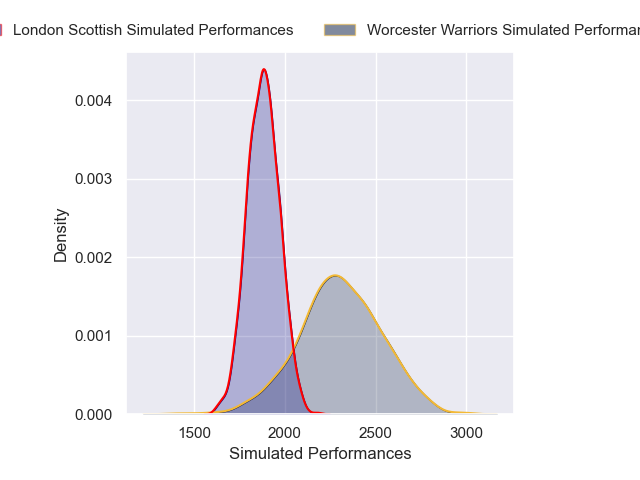 London Scottish Simulated Performances
Worcester Warriors Simulated
0.004
0.003
0.002
0.001
0.000
Density
1500 2000 2500 3000
Simulated Performances